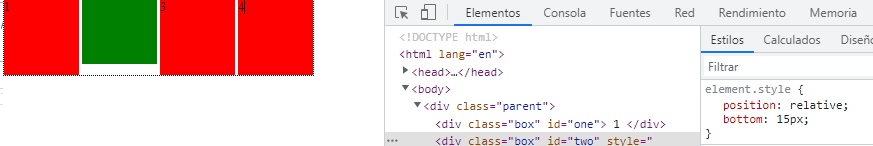 1
3
4
Elementos Consola Fuentes Red Rendimiento Memoria
<!DOCTYPE html>
<html lang="en">
<head>…</head>
<body>
<div class="parent">
<div class="box" id="one"> 1 </div>
<div class="box" id="two" style="
Estilos Calculados Diseño
Filtrar
element.style {
position: relative;
bottom: 15px;
}